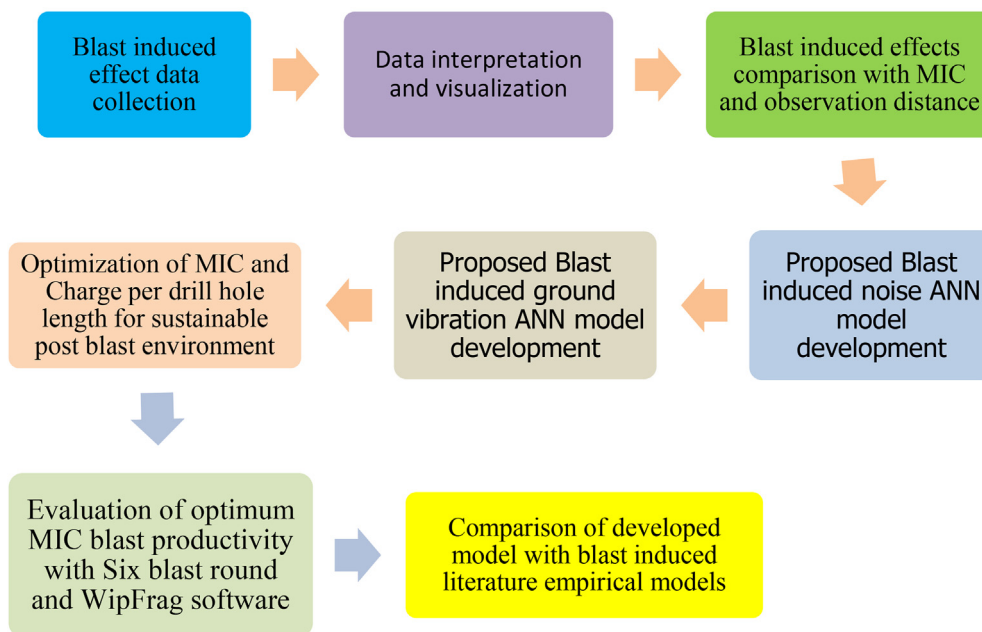 Blast induced
effect data
collection
Data interpretation
and visualization
Blast induced effects
comparison with MIC
and observation distance.
Proposed Blast
induced noise ANN
model
development
Proposed Blast
induced ground
vibration ANN model
development
Optimization of MIC and
Charge per drill hole
length for sustainable
post blast environment
Evaluation of optimum
MIC blast productivity
with Six blast round
and WipFrag software
Comparison of developed
model with blast induced
literature empirical models